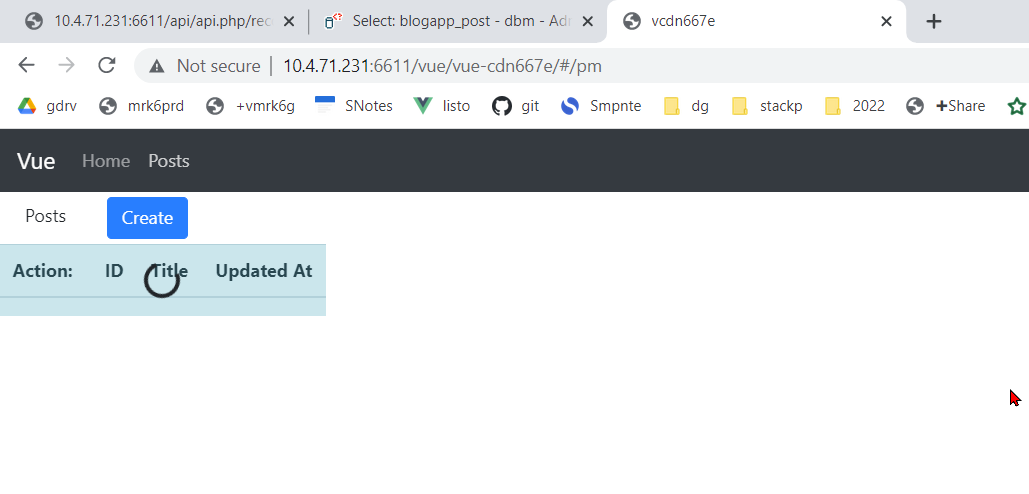 10.4.71.231:6611/api/api.php/rec
Select: blogapp_post - dbm - Ad
vcdn667e
Not secure | 10.4.71.231:6611/vue/vue-cdn667e/#/pm
gdrv mrk6prd +vmrk6g SNotes listo git Smpnte dg stackp 2022 +Share
Vue Home Posts
Posts Create
Action: ID Title Updated At